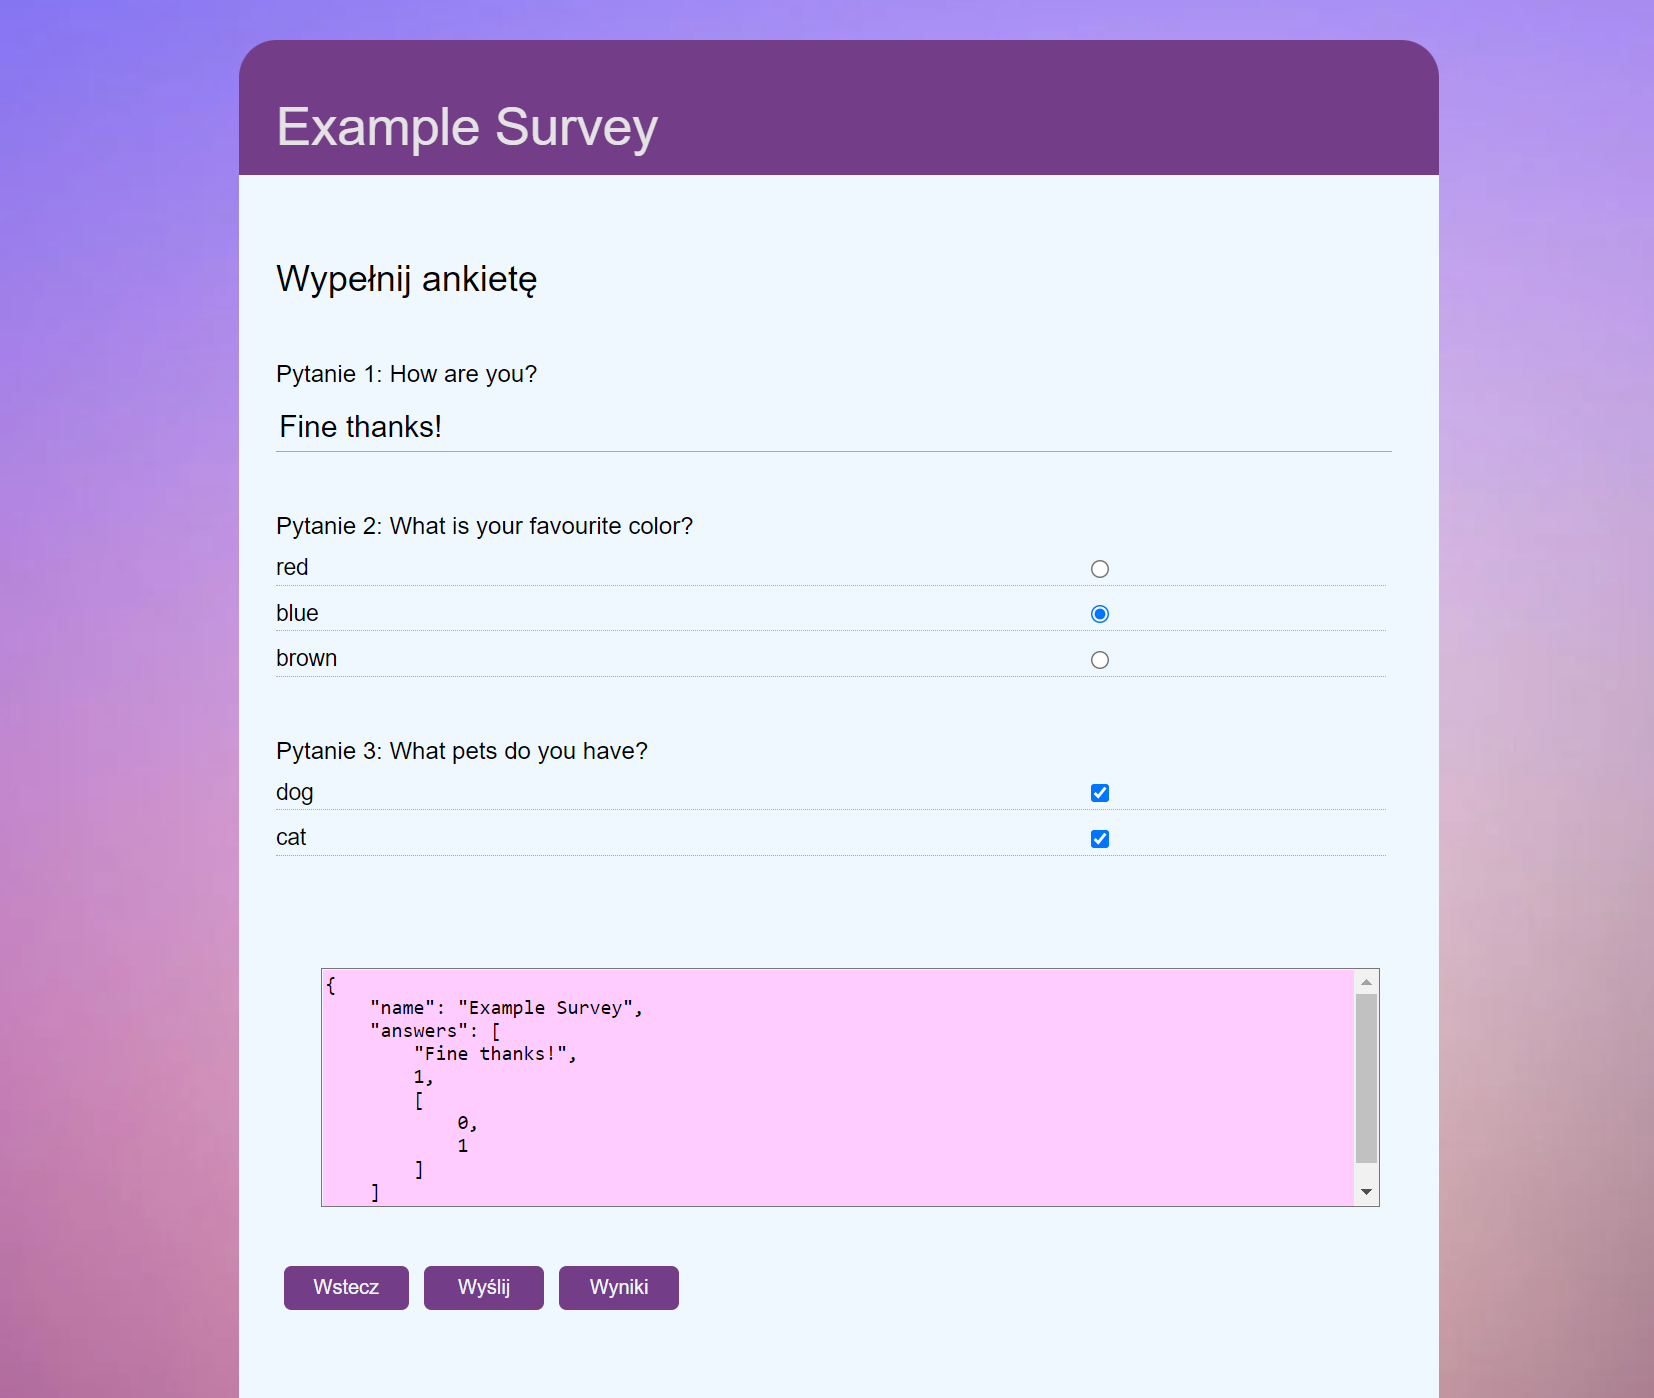 Example Survey
Wypełnij ankietę
Pytanie 1: How are you?
Fine thanks!
Pytanie 2: What is your favourite color?
red
blue
brown
Pytanie 3: What pets do you have?
dog
cat
{
    "name": "Example Survey",
    "answers": [
        "Fine thanks!",
        1,
        [
            0,
            1
        ]
    ]
Wstecz Wyślij Wyniki